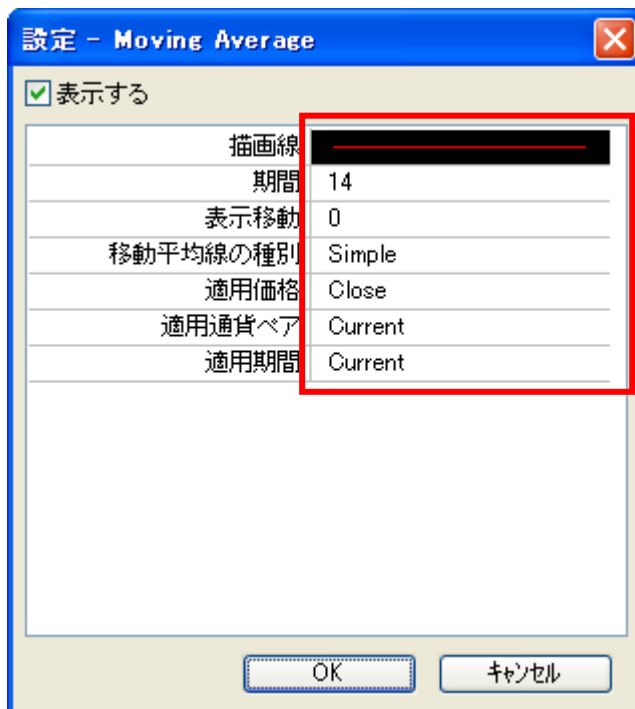 設定 - Moving Average
表示する
描画線
期間 14
表示移動 0
移動平均線の種別 Simple
適用価格 Close
適用通貨ペア Current
適用期間 Current
OK キャンセル